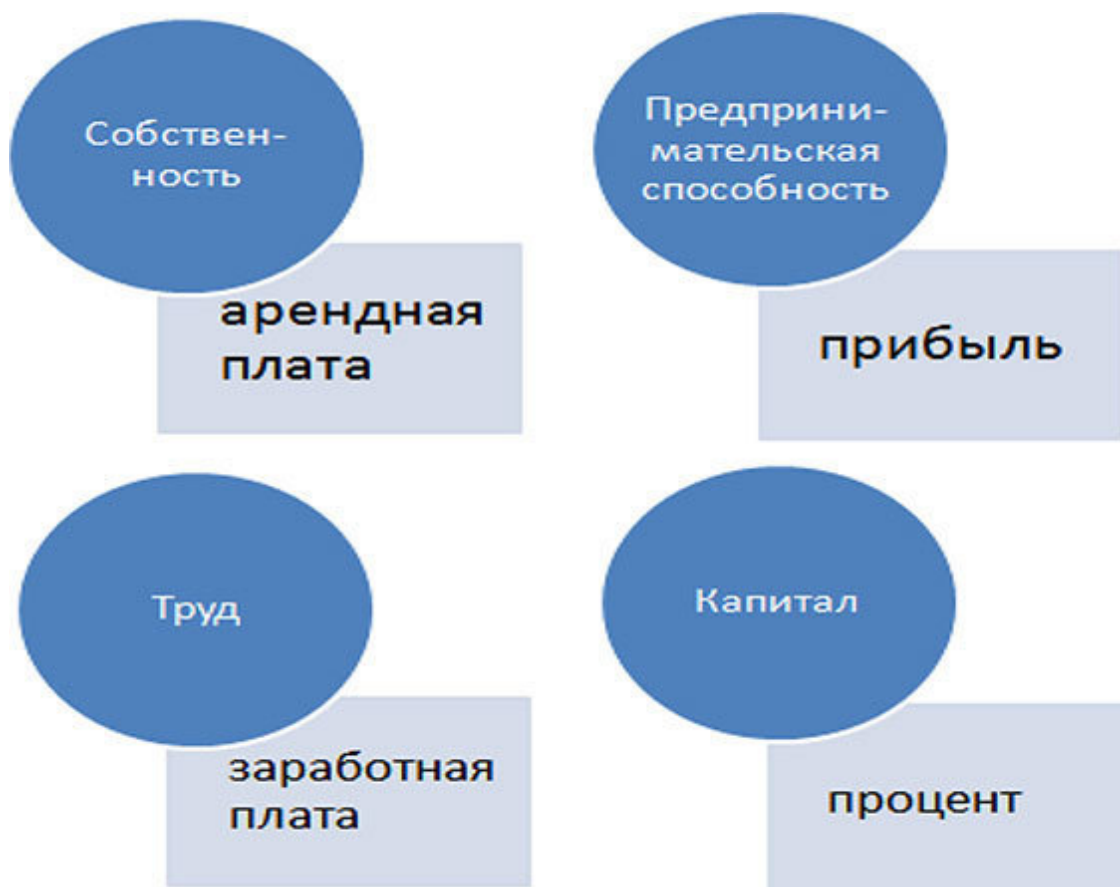 Собствен-
ность
арендная
плата
Предприни-
мательская
способность
прибыль
Труд
заработная
плата
Капитал
процент